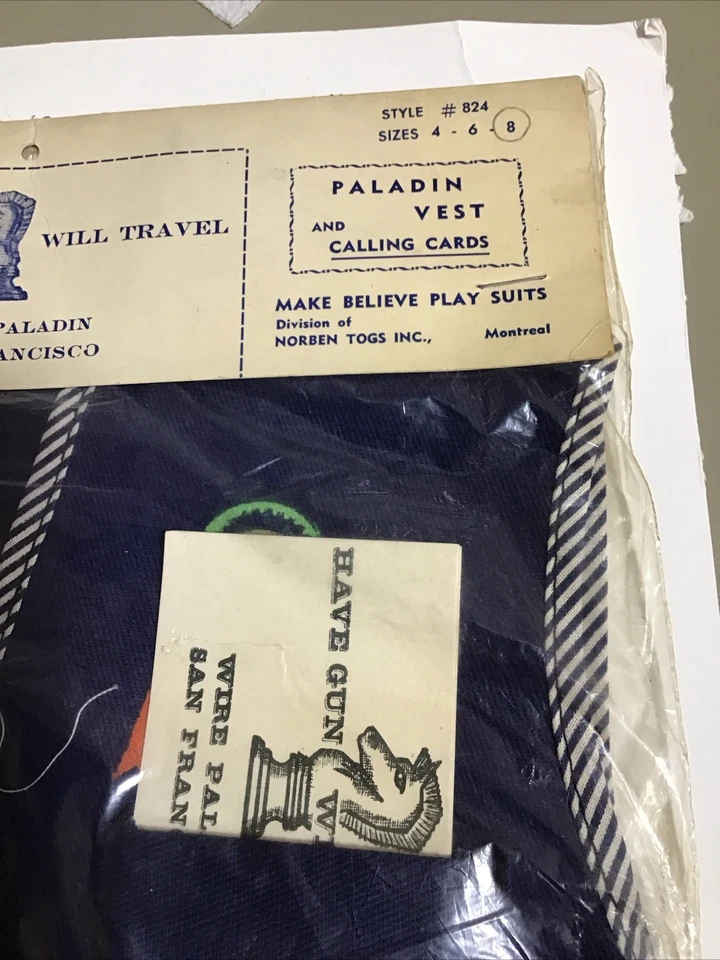 STYLE # 824
SIZES 4 - 6 - 8
WILL TRAVEL
PALADIN
ANCISCO
PALADIN
VEST
AND
CALLING CARDS
MAKE BELIEVE PLAY SUITS
Division of
NORBEN TOGS INC., Montreal
HAVE GUN WI
WIRE PAL
SAN FRAN